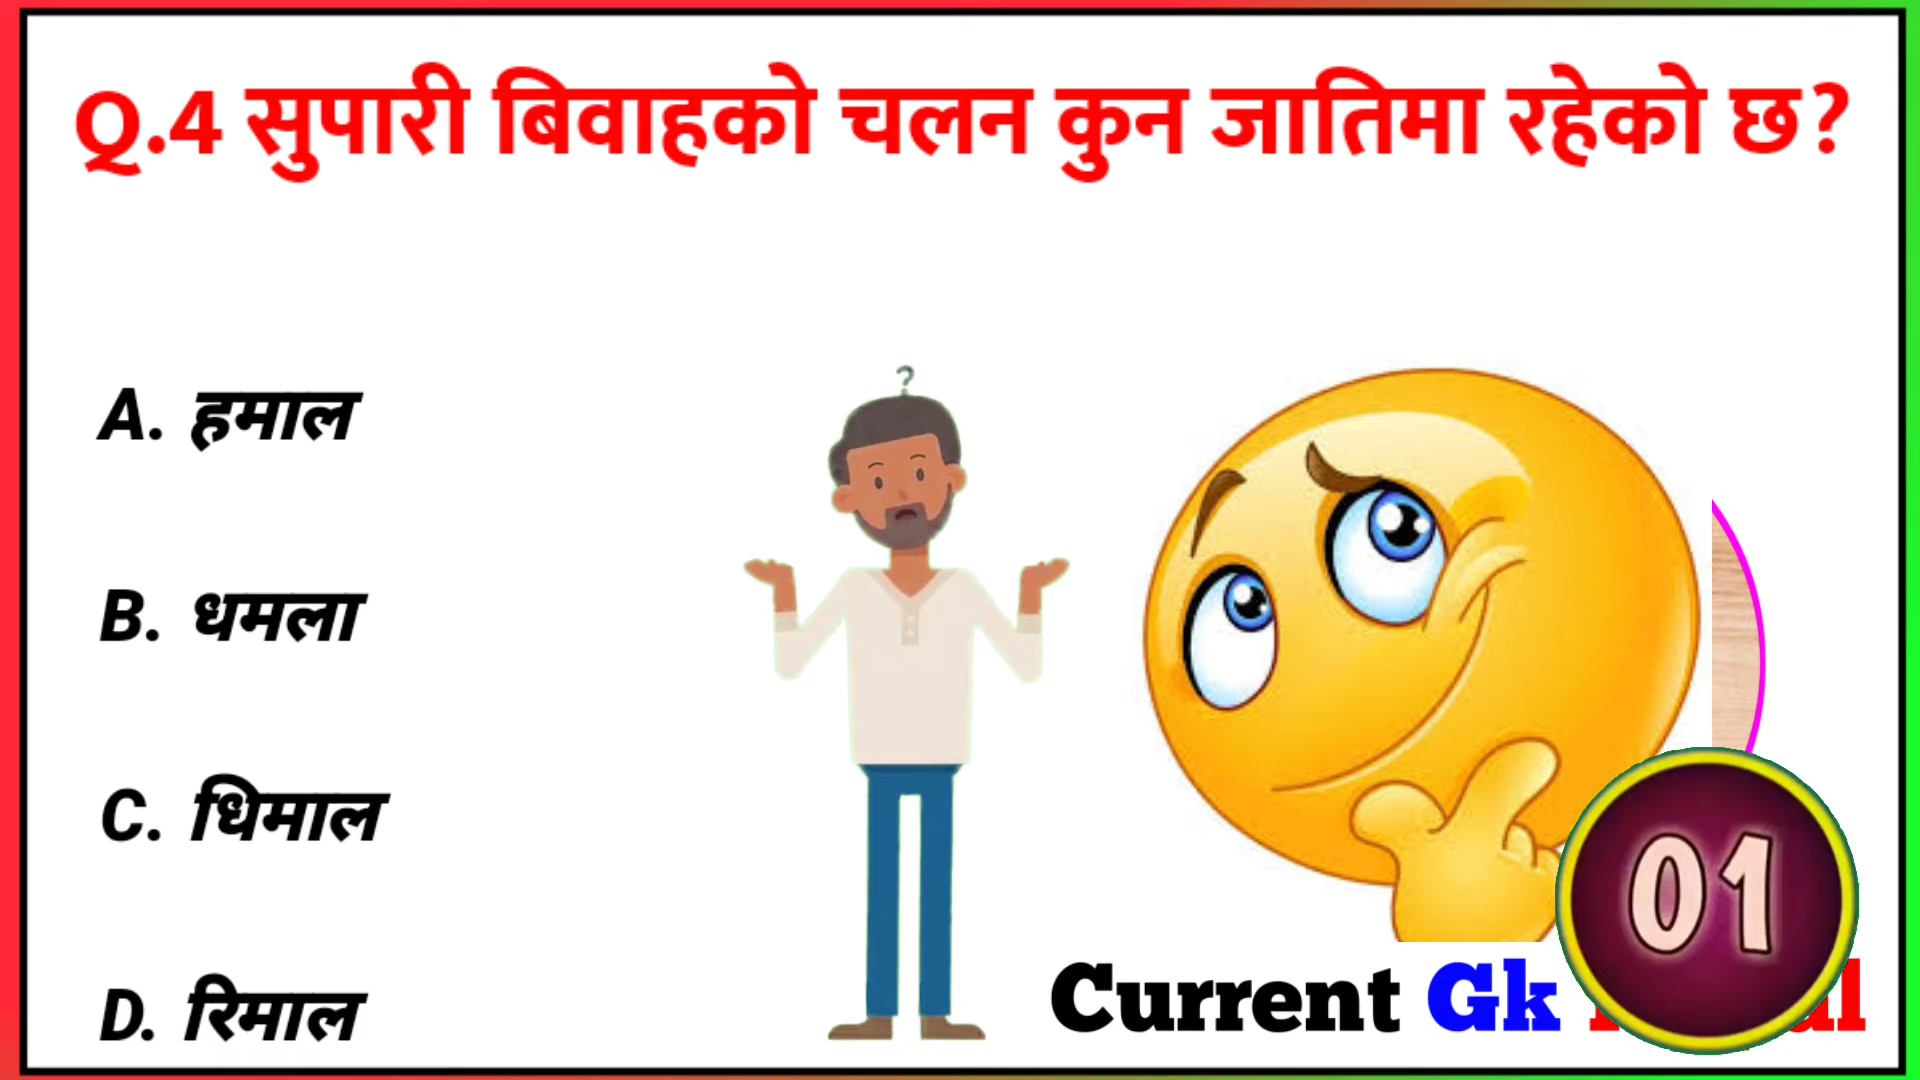 Q.4 सुपारी बिवाहको चलन कुन जातिमा रहेको छ?
?
A. हमाल
B. धमला
C. धिमाल
D. रिमाल
01
Current Gk